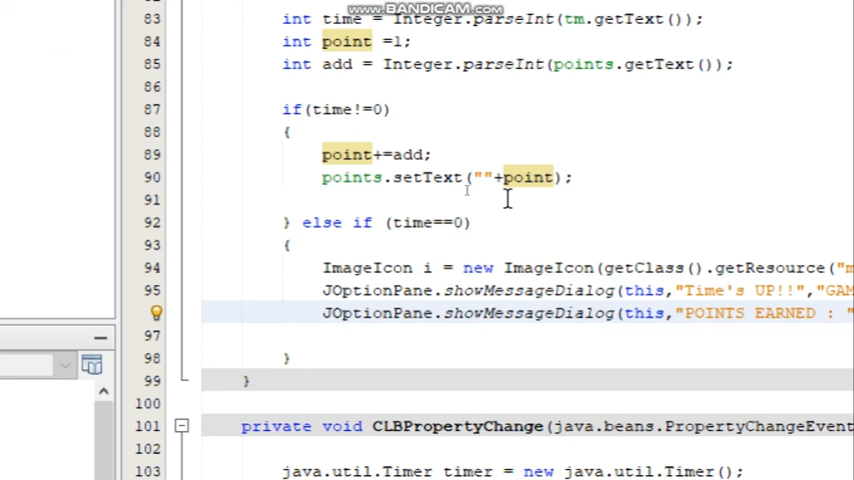 WWW.BANDICAM.COM
83 int time = Integer.parseInt(tm.getText());
84 int point =1;
85 int add = Integer.parseInt(points.getText());
86
87 if(time!=0)
88 {
89 point+=add;
90 points.setText(""+point);
91
92 } else if (time==0)
93 {
94 ImageIcon i = new ImageIcon(getClass().getResource("m
95 JOptionPane.showMessageDialog(this,"Time's UP!!","GAM
JOptionPane.showMessageDialog(this,"POINTS EARNED : "
97
98 }
99 }
100
101 private void CLBPropertyChange(java.beans.PropertyChangeEvent
102
103 java.util.Timer timer = new java.util.Timer();